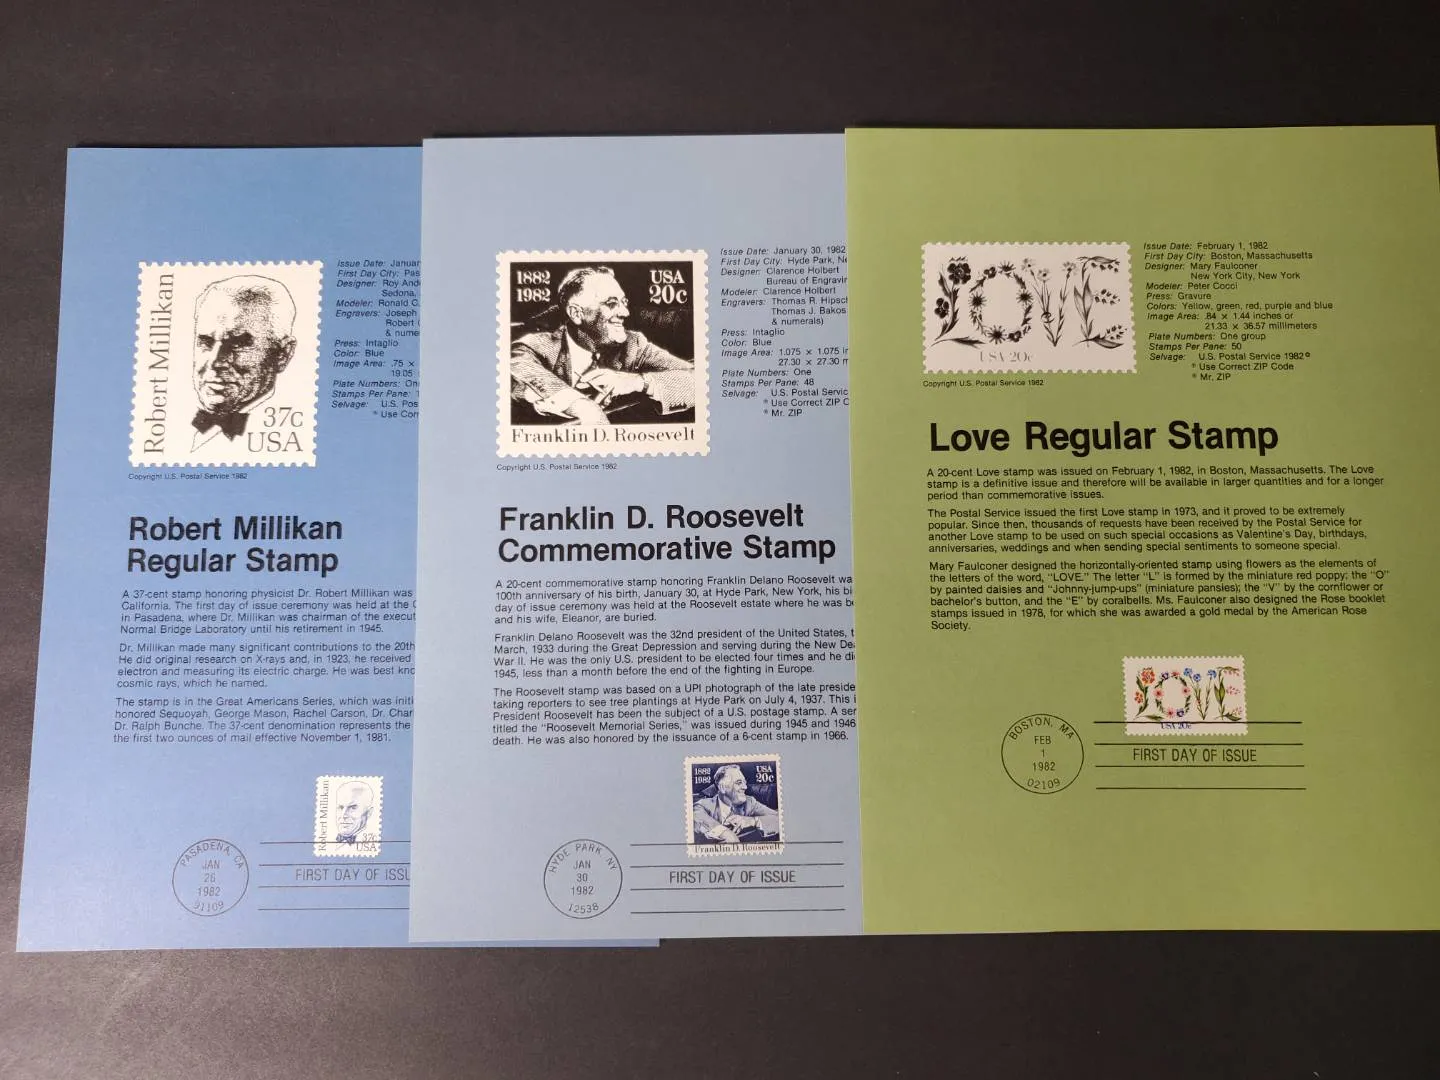 Robert Millikan
37c
USA
Issue Date: Januar
First Day City: Pas
Designer: Roy And
Sedona,
Modeler: Ronald C.
Engravers: Joseph
Robert
& nume
Press: Intaglio
Color: Blue
Image Area: .75 ×
19.05
Plate Numbers: On
Stamps Per Pane:
Selvage: U.S. Pos
® Use Corr
Copyright U.S. Postal Service 1982
Robert Millikan
Regular Stamp
A 37-cent stamp honoring physicist Dr. Robert Millikan was
California. The first day of issue ceremony was held at the
in Pasadena, where Dr. Millikan was chairman of the execut
Normal Bridge Laboratory until his retirement in 1945.
Dr. Millikan made many significant contributions to the 20th
He did original research on X-rays and, in 1923, he received
electron and measuring its electric charge. He was best kno
cosmic rays, which he named.
The stamp is in the Great Americans Series, which was initi
honored Sequoyah, George Mason, Rachel Carson, Dr. Char
Dr. Ralph Bunche. The 37-cent denomination represents the
the first two ounces of mail effective November 1, 1981.
Robert Millikan
37c
USA
PASADENA, CA
JAN
26
1982
91109
FIRST DAY OF ISSU
1882
1982
USA
20c
Franklin D. Roosevelt
Issue Date: January 30, 1982
First Day City: Hyde Park, Ne
Designer: Clarence Holbert
Bureau of Engravin
Modeler: Clarence Holbert
Engravers: Thomas R. Hipsch
Thomas J. Bakos
& numerals)
Press: Intaglio
Color: Blue
Image Area: 1.075 × 1.075 in
27.30 × 27.30 m
Plate Numbers: One
Stamps Per Pane: 48
Selvage: U.S. Postal Servic
® Use Correct ZIP C
® Mr. ZIP
Copyright U.S. Postal Service 1982
Franklin D. Roosevelt
Commemorative Stamp
A 20-cent commemorative stamp honoring Franklin Delano Roosevelt wa
100th anniversary of his birth, January 30, at Hyde Park, New York, his bi
day of issue ceremony was held at the Roosevelt estate where he was b
and his wife, Eleanor, are buried.
Franklin Delano Roosevelt was the 32nd president of the United States, t
March, 1933 during the Great Depression and serving during the New De
War II. He was the only U.S. president to be elected four times and he di
1945, less than a month before the end of the fighting in Europe.
The Roosevelt stamp was based on a UPI photograph of the late preside
taking reporters to see tree plantings at Hyde Park on July 4, 1937. This i
President Roosevelt has been the subject of a U.S. postage stamp. A ser
titled the "Roosevelt Memorial Series," was issued during 1945 and 1946
death. He was also honored by the issuance of a 6-cent stamp in 1966.
1882
1982
USA
20c
Franklin D. Roosevelt
HYDE PARK NY
JAN
30
1982
12538
FIRST DAY OF ISSUE
LOVE
USA 20c
Issue Date: February 1, 1982
First Day City: Boston, Massachusetts
Designer: Mary Faulconer
New York City, New York
Modeler: Peter Cocci
Press: Gravure
Colors: Yellow, green, red, purple and blue
Image Area: .84 × 1.44 inches or
21.33 × 36.57 millimeters
Plate Numbers: One group
Stamps Per Pane: 50
Selvage: U.S. Postal Service 1982®
® Use Correct ZIP Code
® Mr. ZIP
Copyright U.S. Postal Service 1982
Love Regular Stamp
A 20-cent Love stamp was issued on February 1, 1982, in Boston, Massachusetts. The Love
stamp is a definitive issue and therefore will be available in larger quantities and for a longer
period than commemorative issues.
The Postal Service issued the first Love stamp in 1973, and it proved to be extremely
popular. Since then, thousands of requests have been received by the Postal Service for
another Love stamp to be used on such special occasions as Valentine's Day, birthdays,
anniversaries, weddings and when sending special sentiments to someone special.
Mary Faulconer designed the horizontally-oriented stamp using flowers as the elements of
the letters of the word, "LOVE." The letter "L" is formed by the miniature red poppy; the "O"
by painted daisies and "Johnny-jump-ups" (miniature pansies); the "V" by the cornflower or
bachelor's button, and the "E" by coralbells. Ms. Faulconer also designed the Rose booklet
stamps issued in 1978, for which she was awarded a gold medal by the American Rose
Society.
LOVE
USA 20c
BOSTON, MA
FEB
1
1982
02109
FIRST DAY OF ISSUE